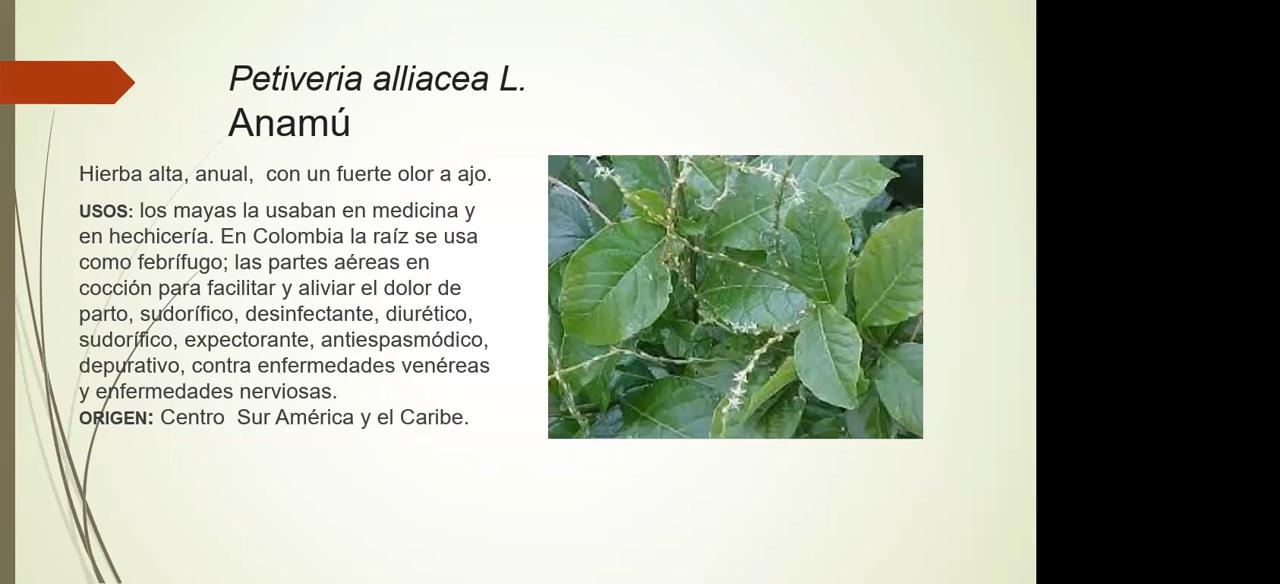 Petiveria alliacea L.
Anamú
Hierba alta, anual,  con un fuerte olor a ajo.
USOS: los mayas la usaban en medicina y
en hechicería. En Colombia la raíz se usa
como febrífugo; las partes aéreas en
cocción para facilitar y aliviar el dolor de
parto, sudorífico, desinfectante, diurético,
sudorífico, expectorante, antiespasmódico,
depurativo, contra enfermedades venéreas
y enfermedades nerviosas.
ORIGEN: Centro  Sur América y el Caribe.